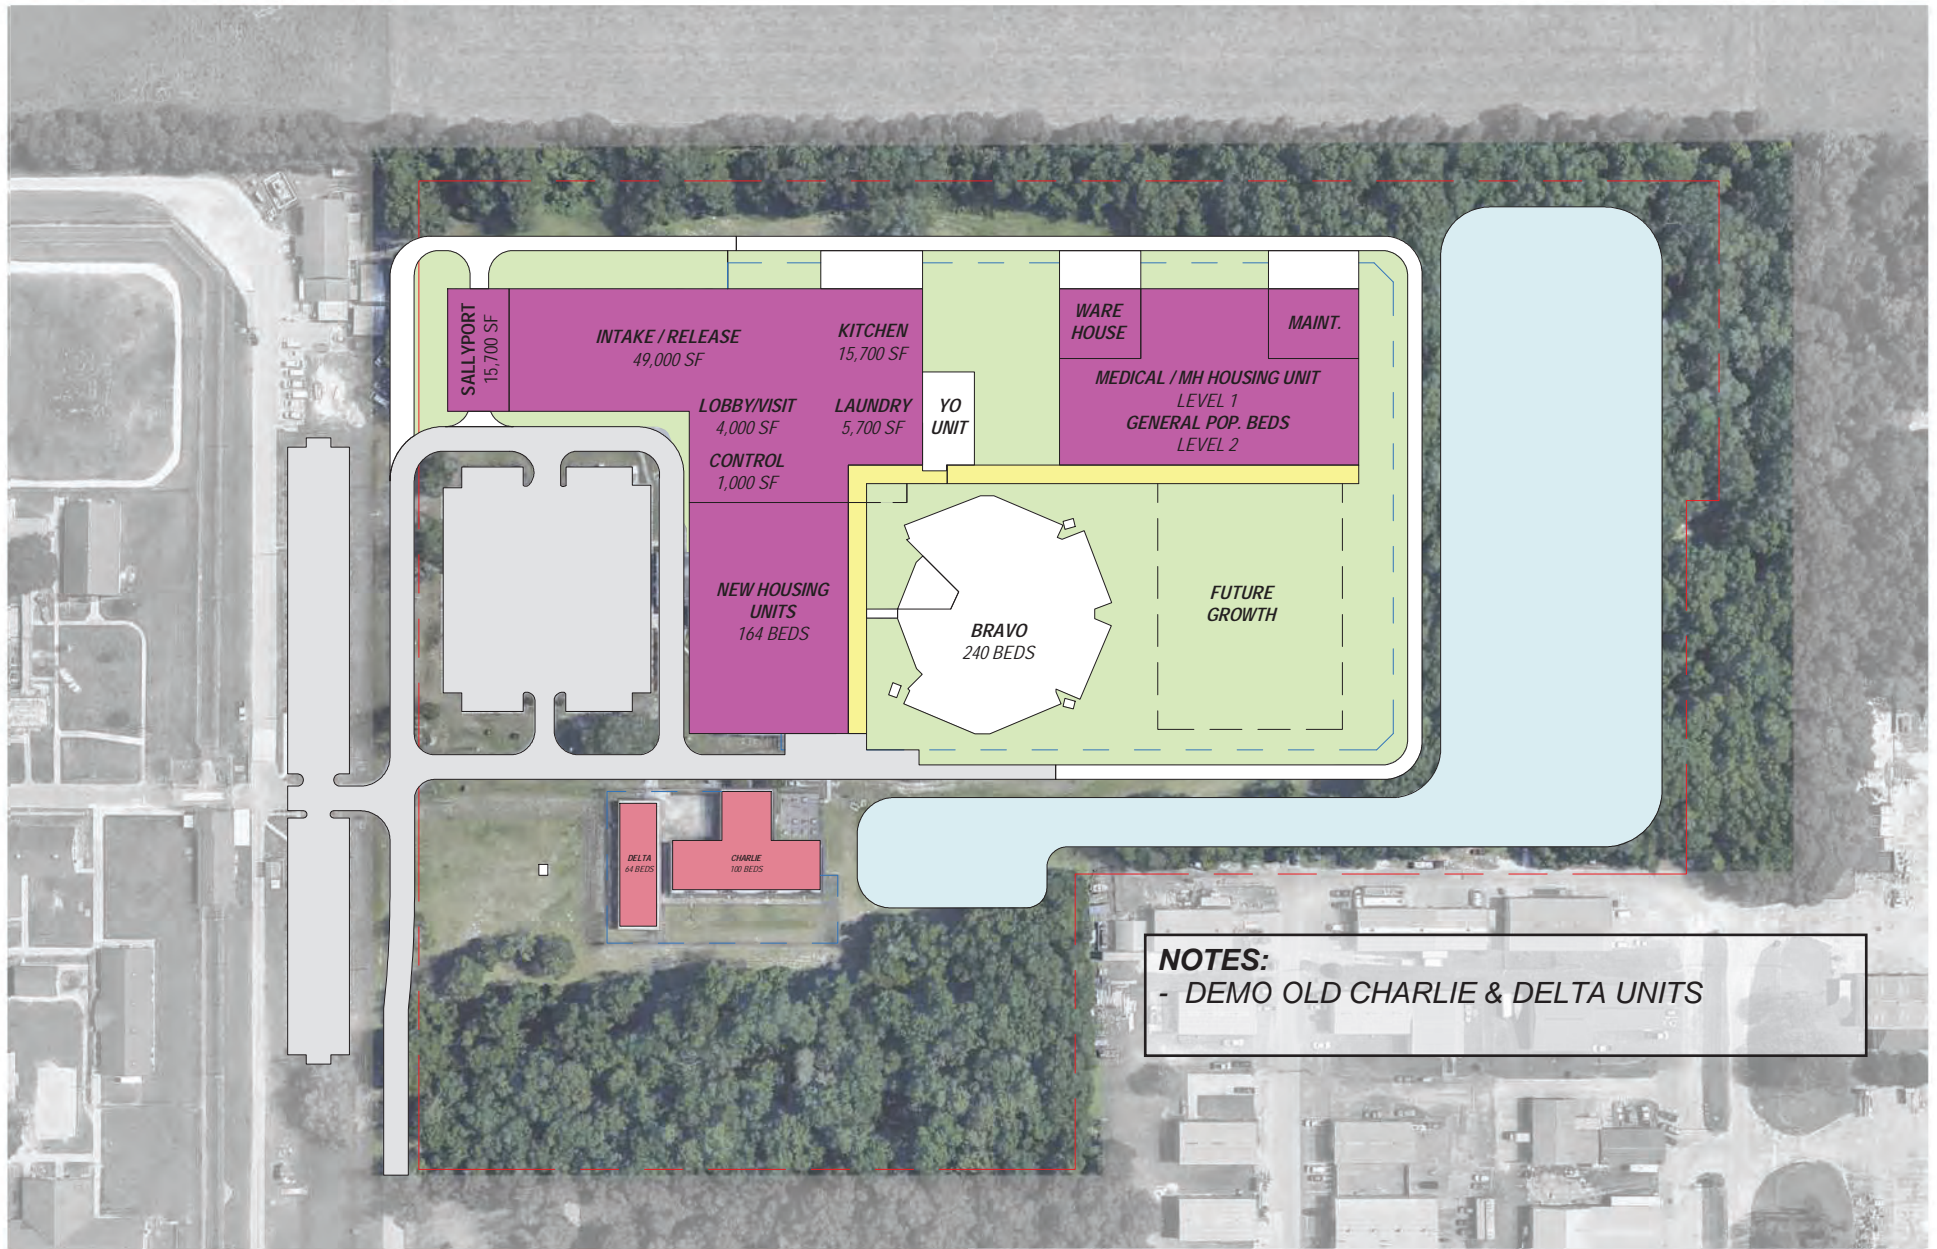 SALLYPORT
15,700 SF
INTAKE / RELEASE
49,000 SF
KITCHEN
15,700 SF
LOBBY/VISIT
4,000 SF
LAUNDRY
5,700 SF
CONTROL
1,000 SF
YO
UNIT
WARE
HOUSE
MAINT.
MEDICAL / MH HOUSING UNIT
LEVEL 1
GENERAL POP. BEDS
LEVEL 2
NEW HOUSING
UNITS
164 BEDS
BRAVO
240 BEDS
FUTURE
GROWTH
DELTA
64 BEDS
CHARLIE
100 BEDS
NOTES:
- DEMO OLD CHARLIE & DELTA UNITS